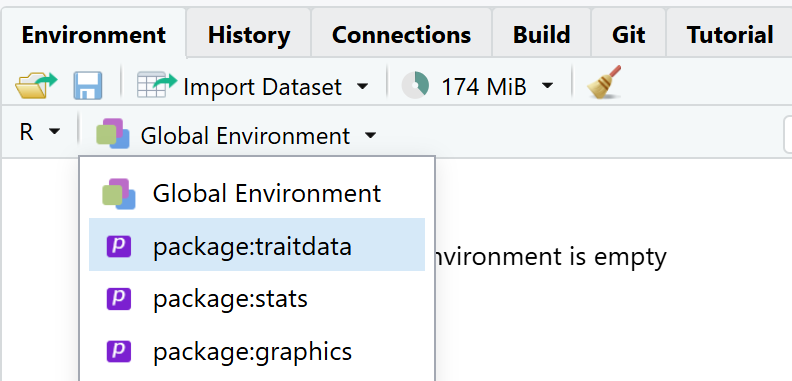 Environment History Connections Build Git Tutorial
Import Dataset 174 MiB
R Global Environment
Global Environment
package:traitdata
nvironment is empty
package:stats
package:graphics